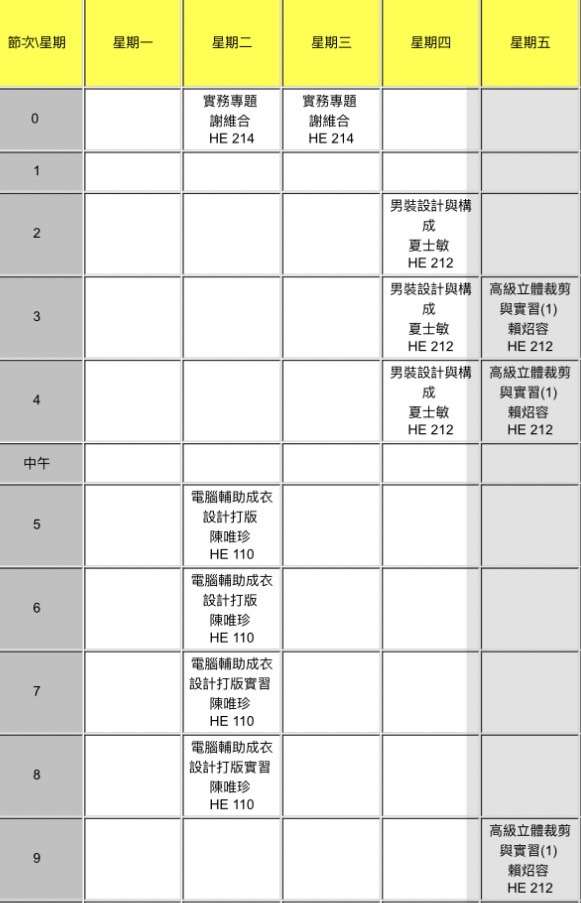 節次\星期 星期一 星期二 星期三 星期四 星期五
0
實務專題
謝維合
HE 214
實務專題
謝維合
HE 214
1
2
男裝設計與構
成
夏士敏
HE 212
3
男裝設計與構
成
夏士敏
HE 212
高級立體裁剪
與實習(1)
賴炤容
HE 212
4
男裝設計與構
成
夏士敏
HE 212
高級立體裁剪
與實習(1)
賴炤容
HE 212
中午
5
電腦輔助成衣
設計打版
陳唯珍
HE 110
6
電腦輔助成衣
設計打版
陳唯珍
HE 110
7
電腦輔助成衣
設計打版實習
陳唯珍
HE 110
8
電腦輔助成衣
設計打版實習
陳唯珍
HE 110
9
高級立體裁剪
與實習(1)
賴炤容
HE 212